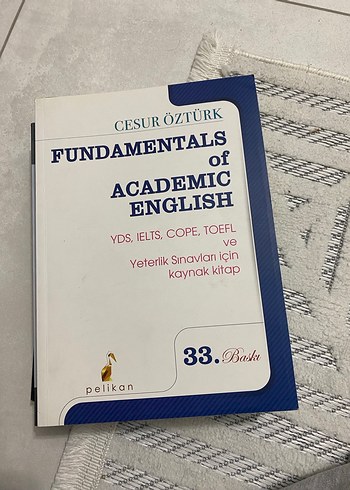 CESUR ÖZTÜRK
FUNDAMENTALS
of
ACADEMIC
ENGLISH
YDS, IELTS, COPE, TOEFL
ve
Yeterlik Sınavları için
kaynak kitap
33. Baskı
pelikan